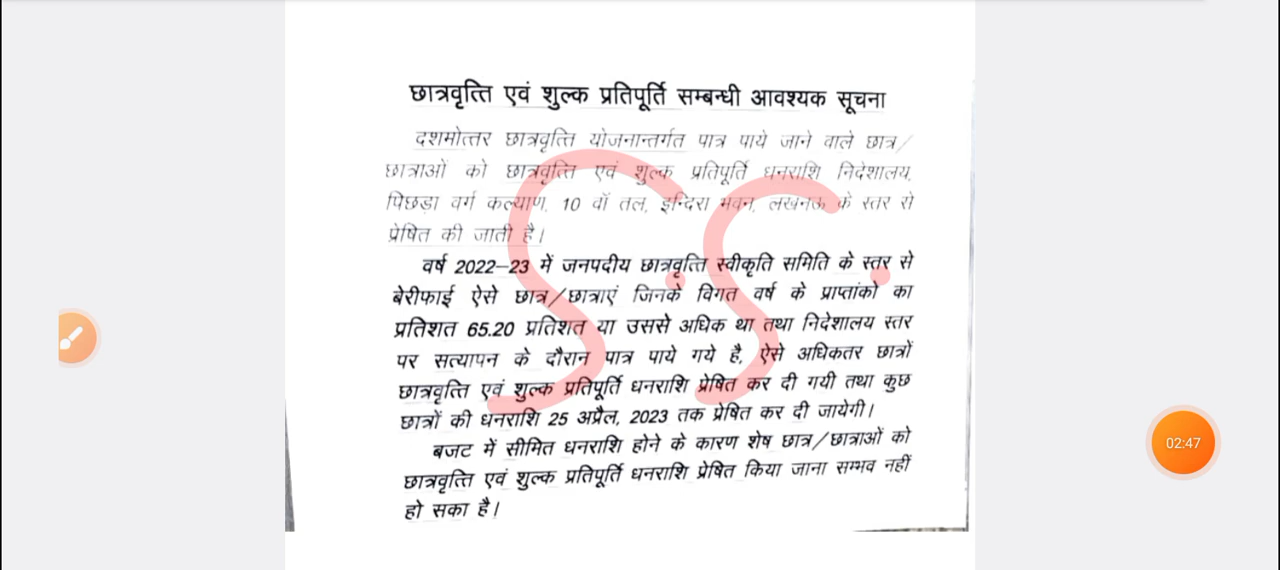 छात्रवृत्ति एवं शुल्क प्रतिपूर्ति सम्बन्धी आवश्यक सूचना
दशमोत्तर छात्रवृत्ति योजनान्तर्गत पात्र पाये जाने वाले छात्र/
छात्राओं को छात्रवृत्ति एवं शुल्क प्रतिपूर्ति धनराशि निदेशालय,
पिछड़ा वर्ग कल्याण, 10 वॉ तल, इन्दिरा भवन, लखनऊ के स्तर से
प्रेषित की जाती है।
वर्ष 2022–23 में जनपदीय छात्रवृत्ति स्वीकृति समिति के स्तर से
बेरीफाई ऐसे छात्र/छात्राएं जिनके विगत वर्ष के प्राप्तांको का
प्रतिशत 65.20 प्रतिशत या उससे अधिक था तथा निदेशालय स्तर
पर सत्यापन के दौरान पात्र पाये गये है, ऐसे अधिकतर छात्रों
छात्रवृत्ति एवं शुल्क प्रतिपूर्ति धनराशि प्रेषित कर दी गयी तथा कुछ
छात्रों की धनराशि 25 अप्रैल, 2023 तक प्रेषित कर दी जायेगी।
बजट में सीमित धनराशि होने के कारण शेष छात्र/छात्राओं को
छात्रवृत्ति एवं शुल्क प्रतिपूर्ति धनराशि प्रेषित किया जाना सम्भव नहीं
हो सका है।
S.S.
02:47